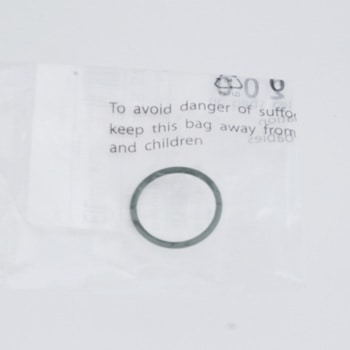 To avoid danger of suffo
keep this bag away from
and children